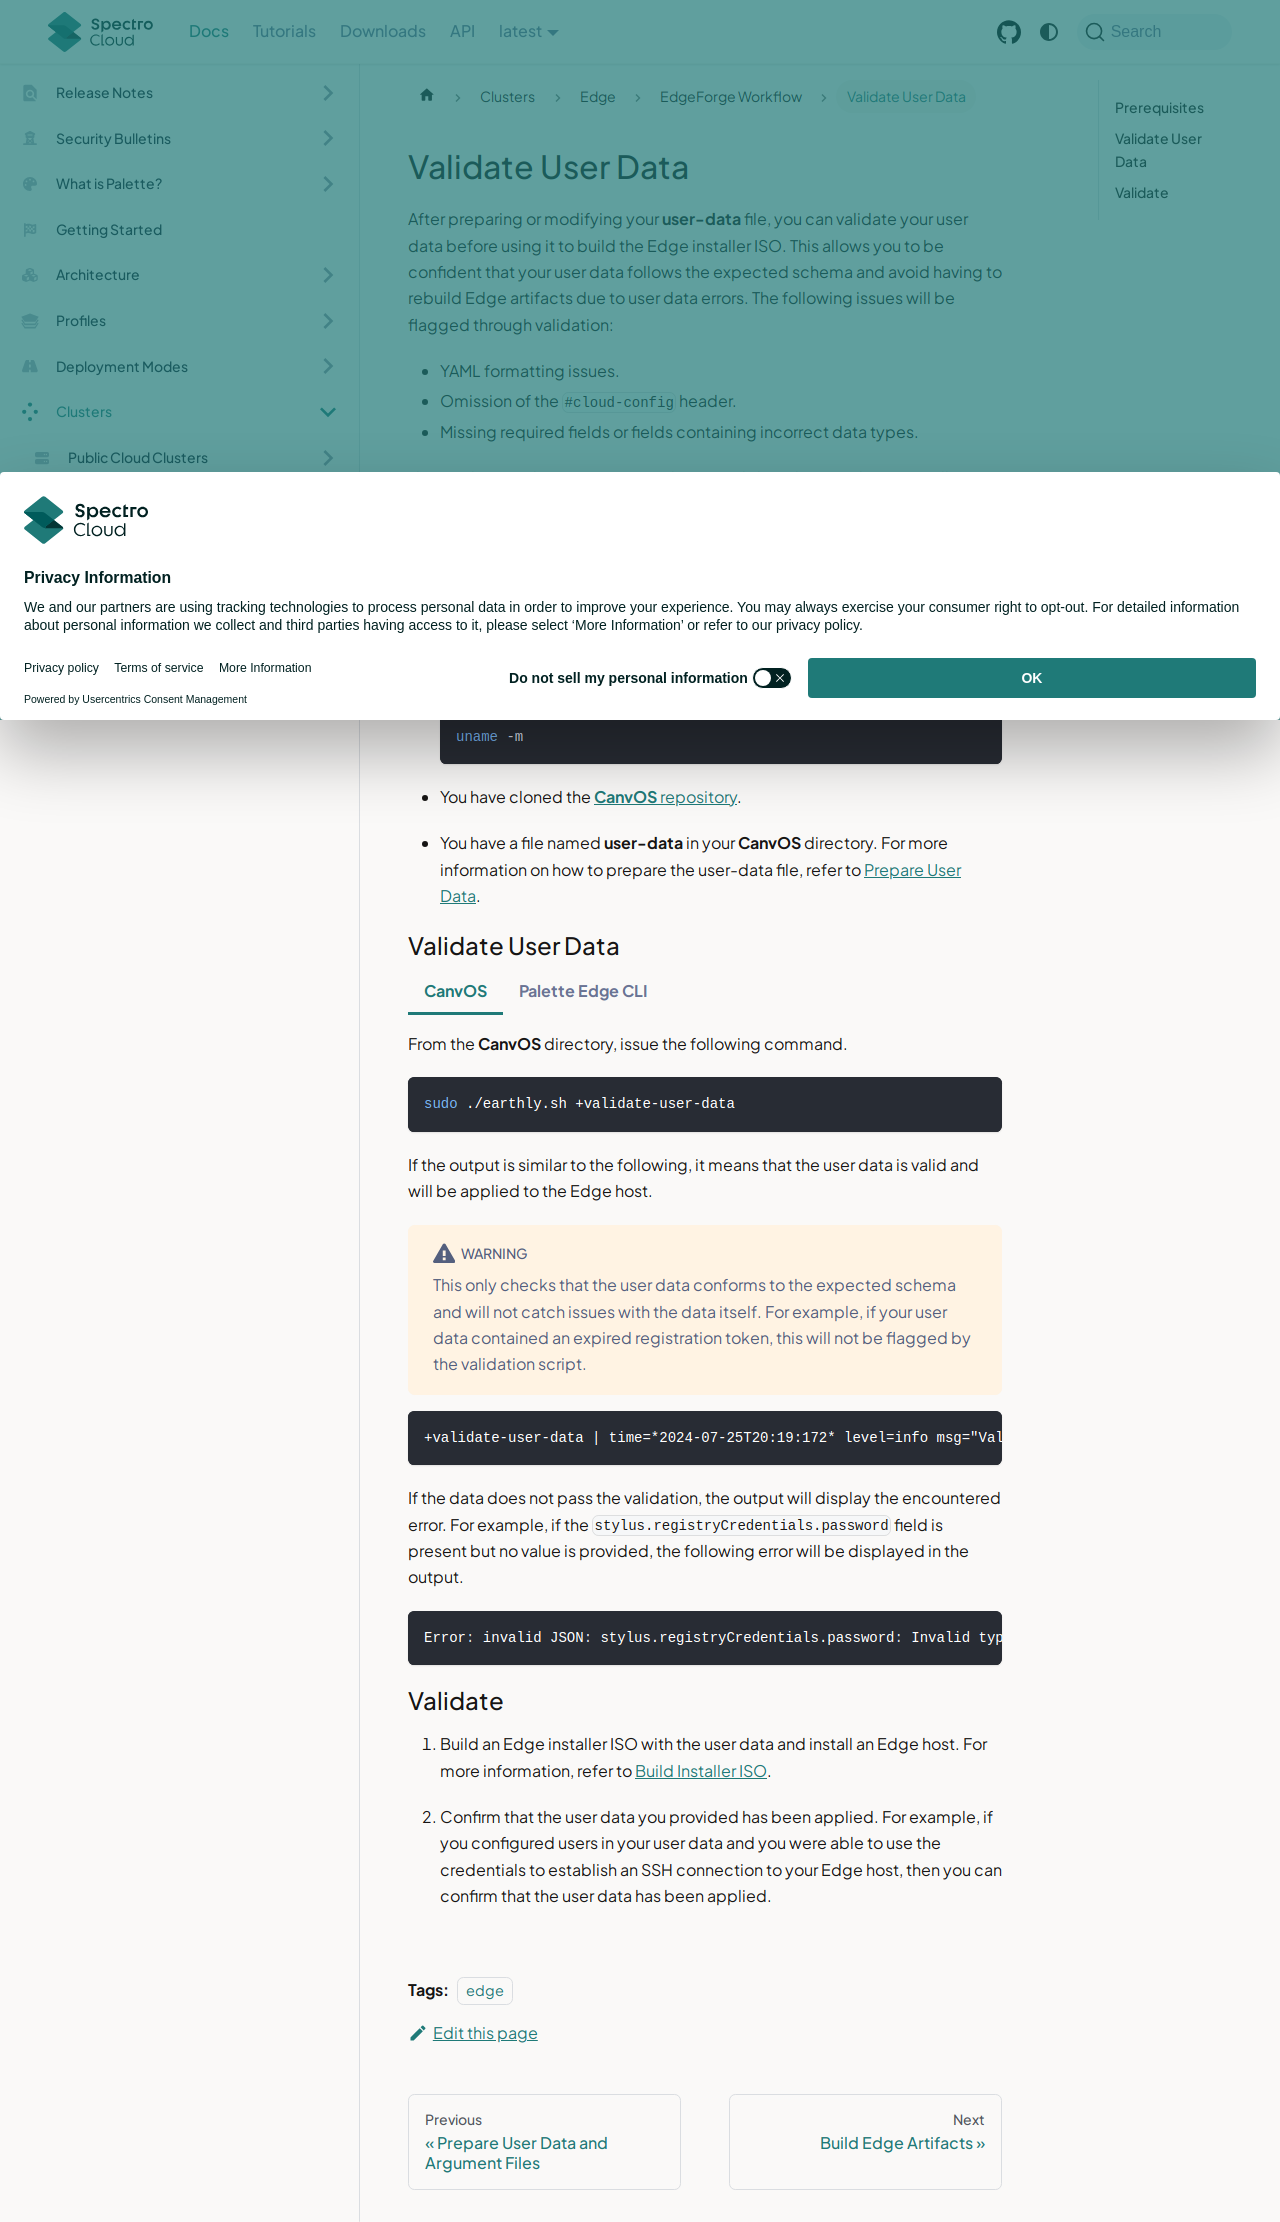 Spectro
Cloud
Docs
Tutorials
Downloads
API
latest
Search
Release Notes
Security Bulletins
What is Palette?
Getting Started
Architecture
Profiles
Deployment Modes
Clusters
Public Cloud Clusters
Clusters
Edge
EdgeForge Workflow
Validate User Data
Prerequisites
Validate User
Data
Validate
Validate User Data
After preparing or modifying your user-data file, you can validate your user
data before using it to build the Edge installer ISO. This allows you to be
confident that your user data follows the expected schema and avoid having to
rebuild Edge artifacts due to user data errors. The following issues will be
flagged through validation:
• YAML formatting issues.
• Omission of the #cloud-config header.
• Missing required fields or fields containing incorrect data types.
Spectro
Cloud
Privacy Information
We and our partners are using tracking technologies to process personal data in order to improve your experience. You may always exercise your consumer right to opt-out. For detailed information
about personal information we collect and third parties having access to it, please select ‘More Information’ or refer to our privacy policy.
Privacy policy
Terms of service
More Information
Powered by Usercentrics Consent Management
Do not sell my personal information
OK
uname -m
• You have cloned the CanvOS repository.
• You have a file named user-data in your CanvOS directory. For more
information on how to prepare the user-data file, refer to Prepare User
Data.
Validate User Data
CanvOS
Palette Edge CLI
From the CanvOS directory, issue the following command.
sudo ./earthly.sh +validate-user-data
If the output is similar to the following, it means that the user data is valid and
will be applied to the Edge host.
WARNING
This only checks that the user data conforms to the expected schema
and will not catch issues with the data itself. For example, if your user
data contained an expired registration token, this will not be flagged by
the validation script.
+validate-user-data | time=*2024-07-25T20:19:172* level=info msg="Val
If the data does not pass the validation, the output will display the encountered
error. For example, if the stylus.registryCredentials.password field is
present but no value is provided, the following error will be displayed in the
output.
Error: invalid JSON: stylus.registryCredentials.password: Invalid typ
Validate
1. Build an Edge installer ISO with the user data and install an Edge host. For
more information, refer to Build Installer ISO.
2. Confirm that the user data you provided has been applied. For example, if
you configured users in your user data and you were able to use the
credentials to establish an SSH connection to your Edge host, then you can
confirm that the user data has been applied.
Tags:
edge
Edit this page
Previous
« Prepare User Data and
Argument Files
Next
Build Edge Artifacts »